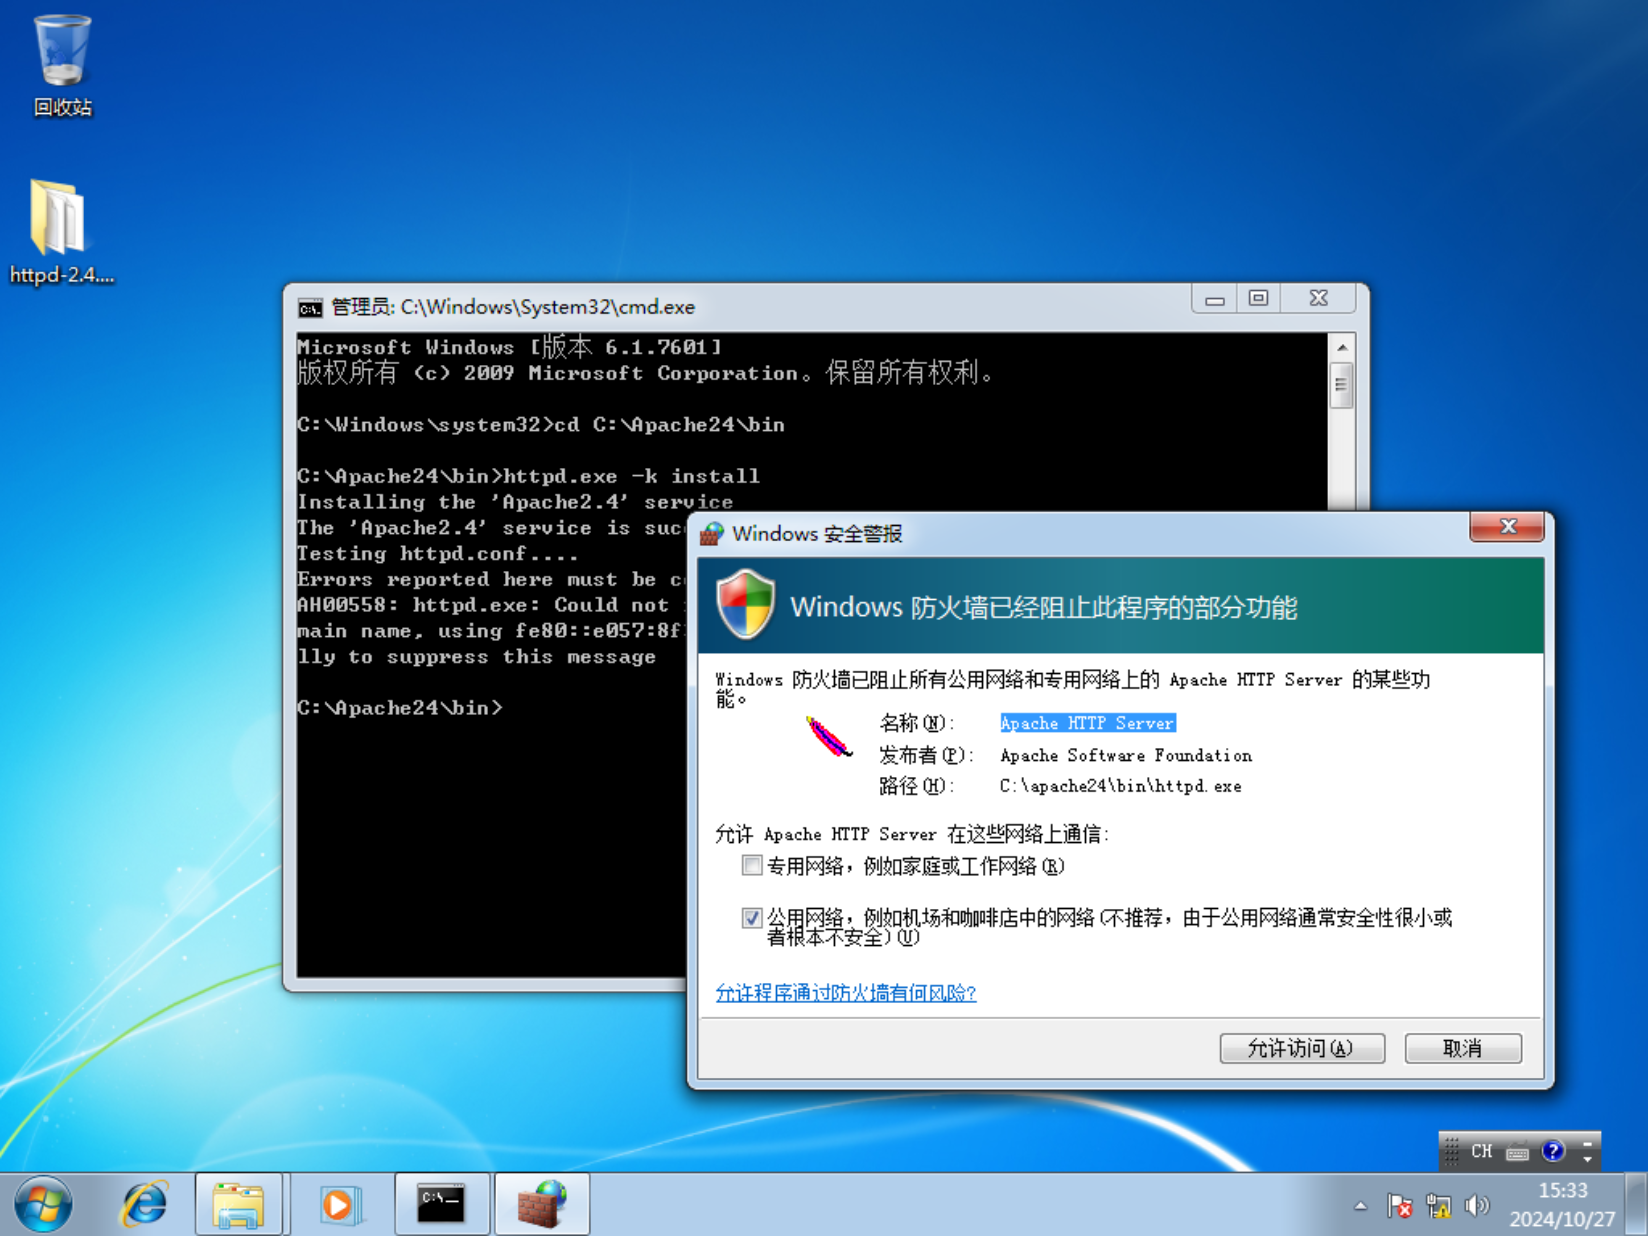 回收站
httpd-2.4....
管理员: C:\Windows\System32\cmd.exe
Microsoft Windows [版本 6.1.7601]
版权所有 (c) 2009 Microsoft Corporation。保留所有权利。
C:\Windows\system32>cd C:\Apache24\bin
C:\Apache24\bin>httpd.exe -k install
Installing the 'Apache2.4' service
The 'Apache2.4' service is suc
Testing httpd.conf....
Errors reported here must be c
AH00558: httpd.exe: Could not
main name, using fe80::e057:8f
lly to suppress this message
C:\Apache24\bin>
Windows 安全警报
Windows 防火墙已经阻止此程序的部分功能
Windows 防火墙已阻止所有公用网络和专用网络上的 Apache HTTP Server 的某些功
能。
名称(N): Apache HTTP Server
发布者(P): Apache Software Foundation
路径(H): C:\apache24\bin\httpd.exe
允许 Apache HTTP Server 在这些网络上通信:
专用网络，例如家庭或工作网络(R)
公用网络，例如机场和咖啡店中的网络(不推荐，由于公用网络通常安全性很小或
者根本不安全)(U)
允许程序通过防火墙有何风险?
允许访问(A) 取消
CH
15:33
2024/10/27